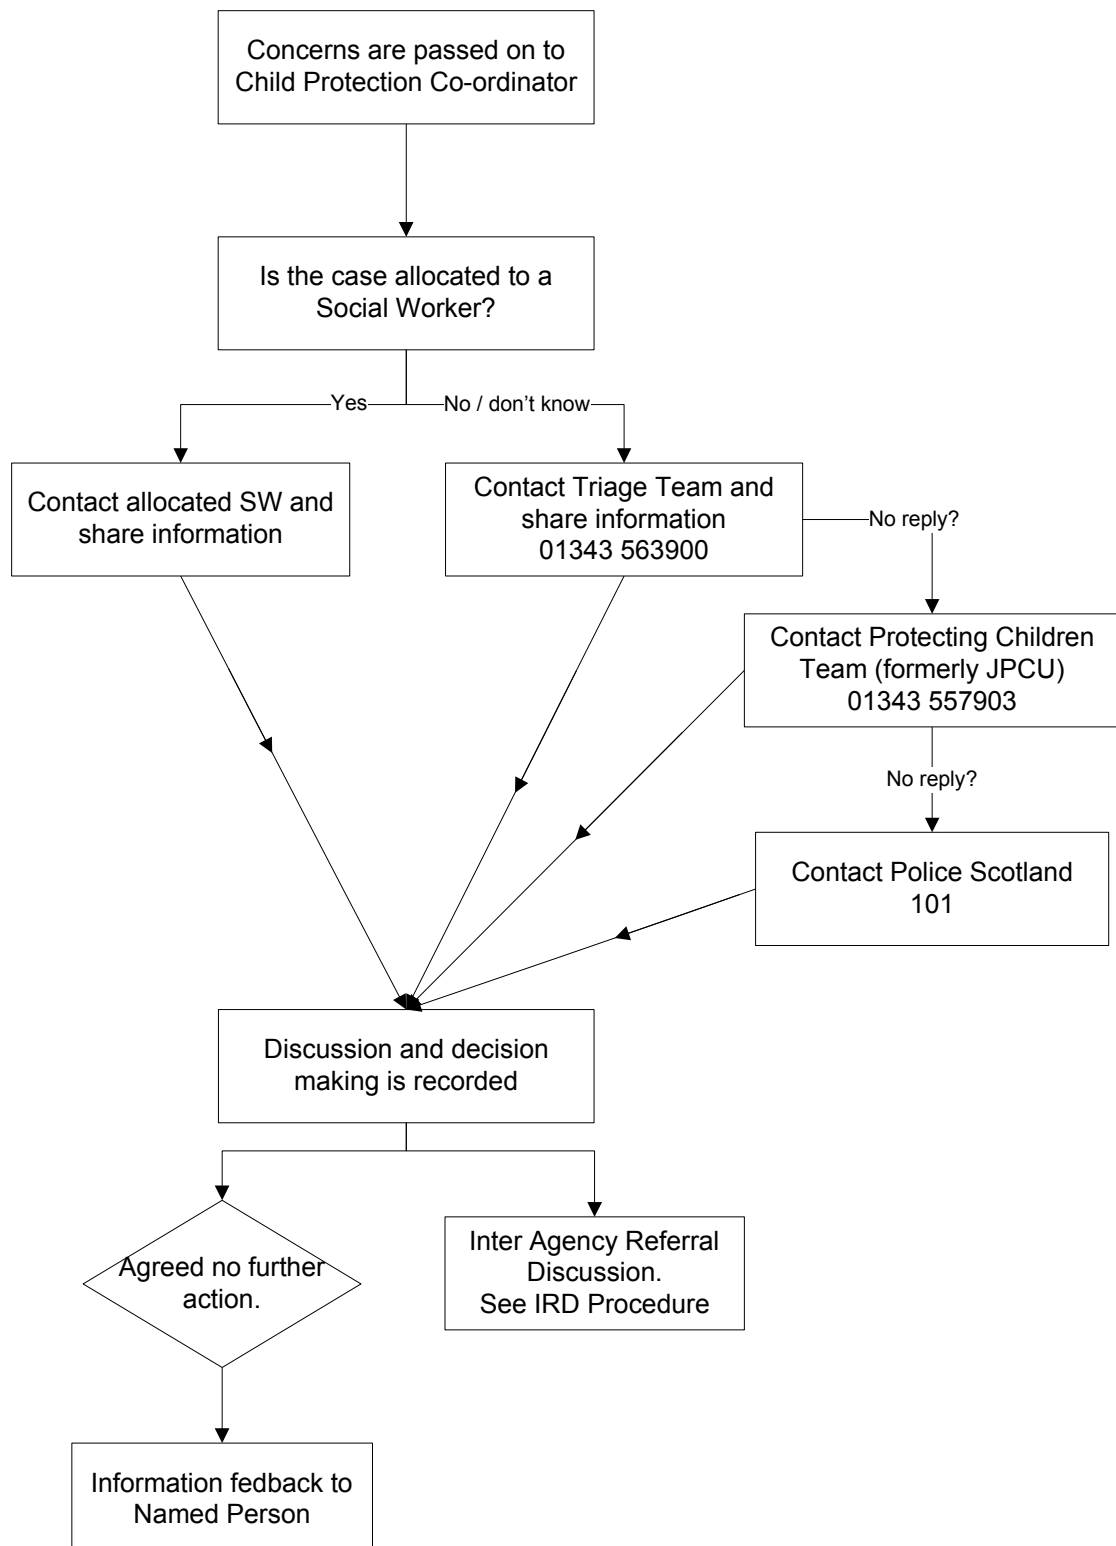 Concerns are passed on to
Child Protection Co-ordinator
Is the case allocated to a
Social Worker?
Yes
No / don't know
Contact allocated SW and
share information
Contact Triage Team and
share information
01343 563900
No reply?
Contact Protecting Children
Team (formerly JPCU)
01343 557903
No reply?
Contact Police Scotland
101
Discussion and decision
making is recorded
Agreed no further
action.
Inter Agency Referral
Discussion.
See IRD Procedure
Information fedback to
Named Person